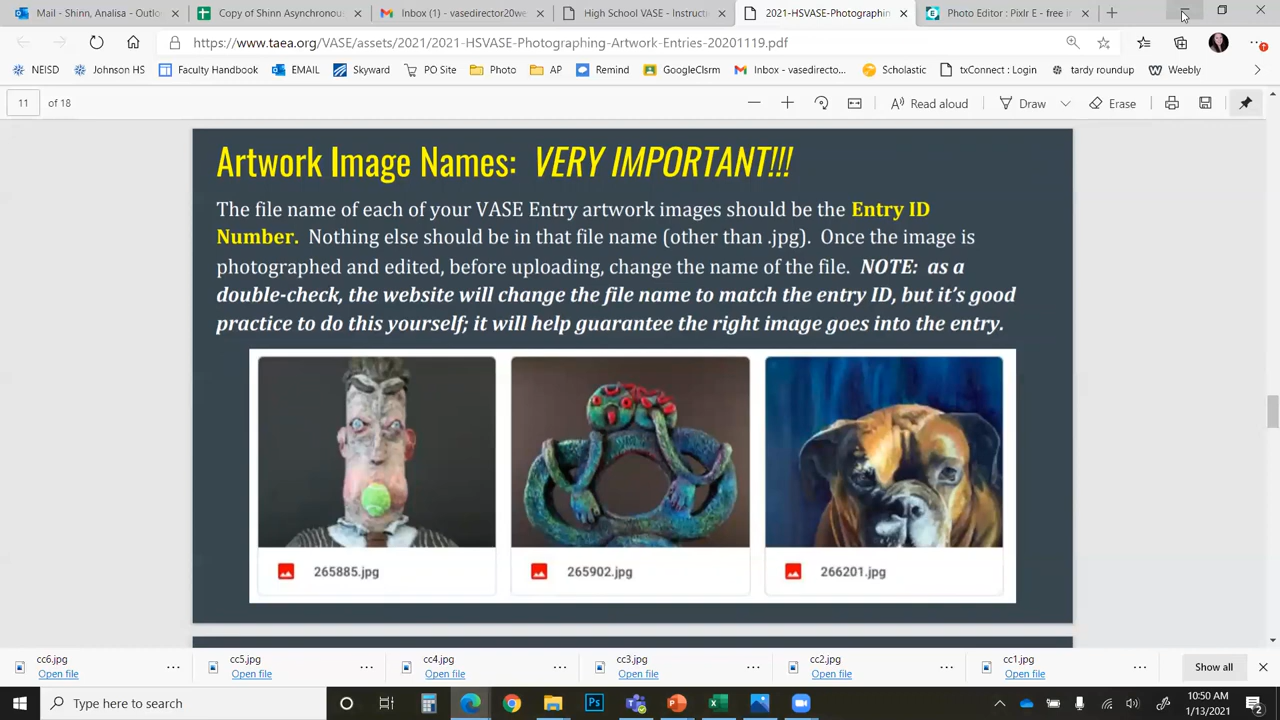 Mail - Shinn, Analisa - Outlo
Copy of Shinn Asynchronous
Inbox (1) - vasedirector20we
High School VASE - Instructi
2021-HSVASE-Photographin
Photo Editor : Pixlr E - free ir
https://www.taea.org/VASE/assets/2021/2021-HSVASE-Photographing-Artwork-Entries-20201119.pdf
NEISD
Johnson HS
Faculty Handbook
EMAIL
Skyward
PO Site
Photo
AP
Remind
GoogleClsrm
Inbox - vasedirecto...
Scholastic
txConnect : Login
tardy roundup
Weebly
11 of 18
Read aloud
Draw
Erase
Artwork Image Names: VERY IMPORTANT!!!
The file name of each of your VASE Entry artwork images should be the Entry ID
Number. Nothing else should be in that file name (other than .jpg). Once the image is
photographed and edited, before uploading, change the name of the file. NOTE: as a
double-check, the website will change the file name to match the entry ID, but it's good
practice to do this yourself; it will help guarantee the right image goes into the entry.
265885.jpg
265902.jpg
266201.jpg
cc6.jpg
Open file
cc5.jpg
Open file
cc4.jpg
Open file
cc3.jpg
Open file
cc2.jpg
Open file
cc1.jpg
Open file
Show all
Type here to search
10:50 AM
1/13/2021